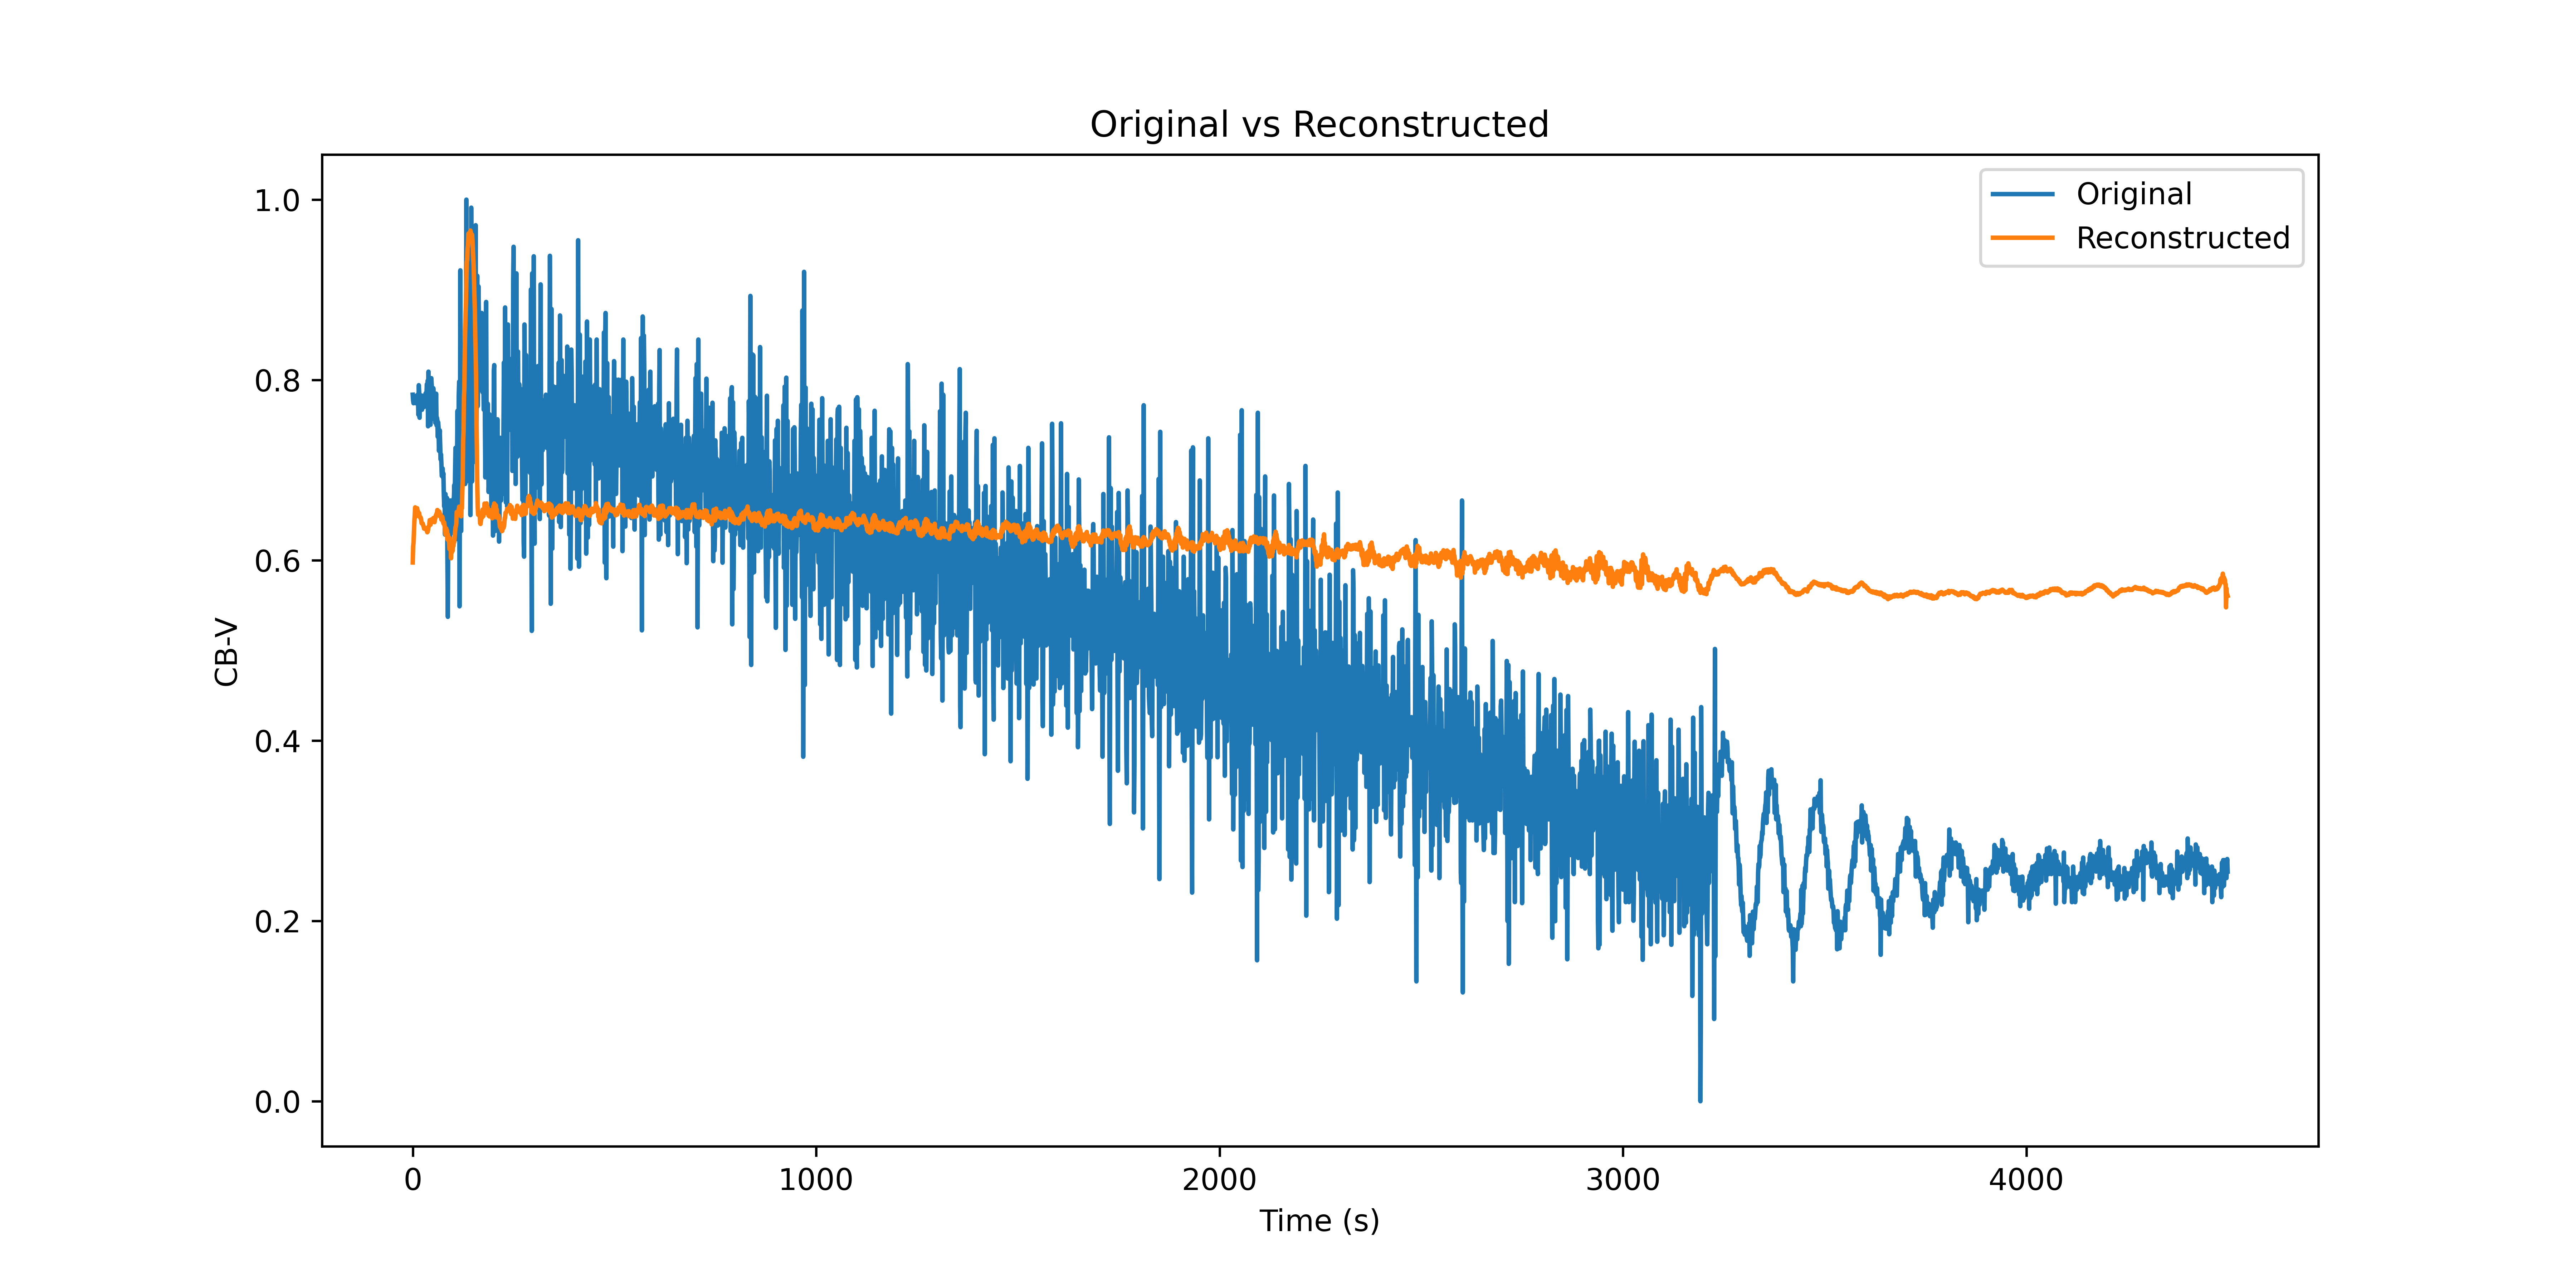 Original vs Reconstructed
Original
Reconstructed
1.0
0.8
0.6
0.4
0.2
0.0
CB-V
0 1000 2000 3000 4000
Time (s)